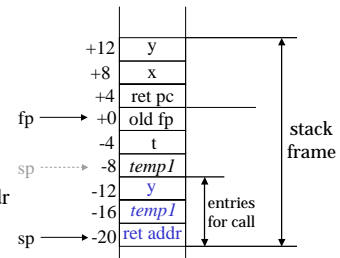 +12 y
+8 x
+4 ret pc
fp +0 old fp
-4 t
sp -8 temp1
-12 y
dr
-16 temp1
sp -20 ret addr
entries
for call
stack
frame